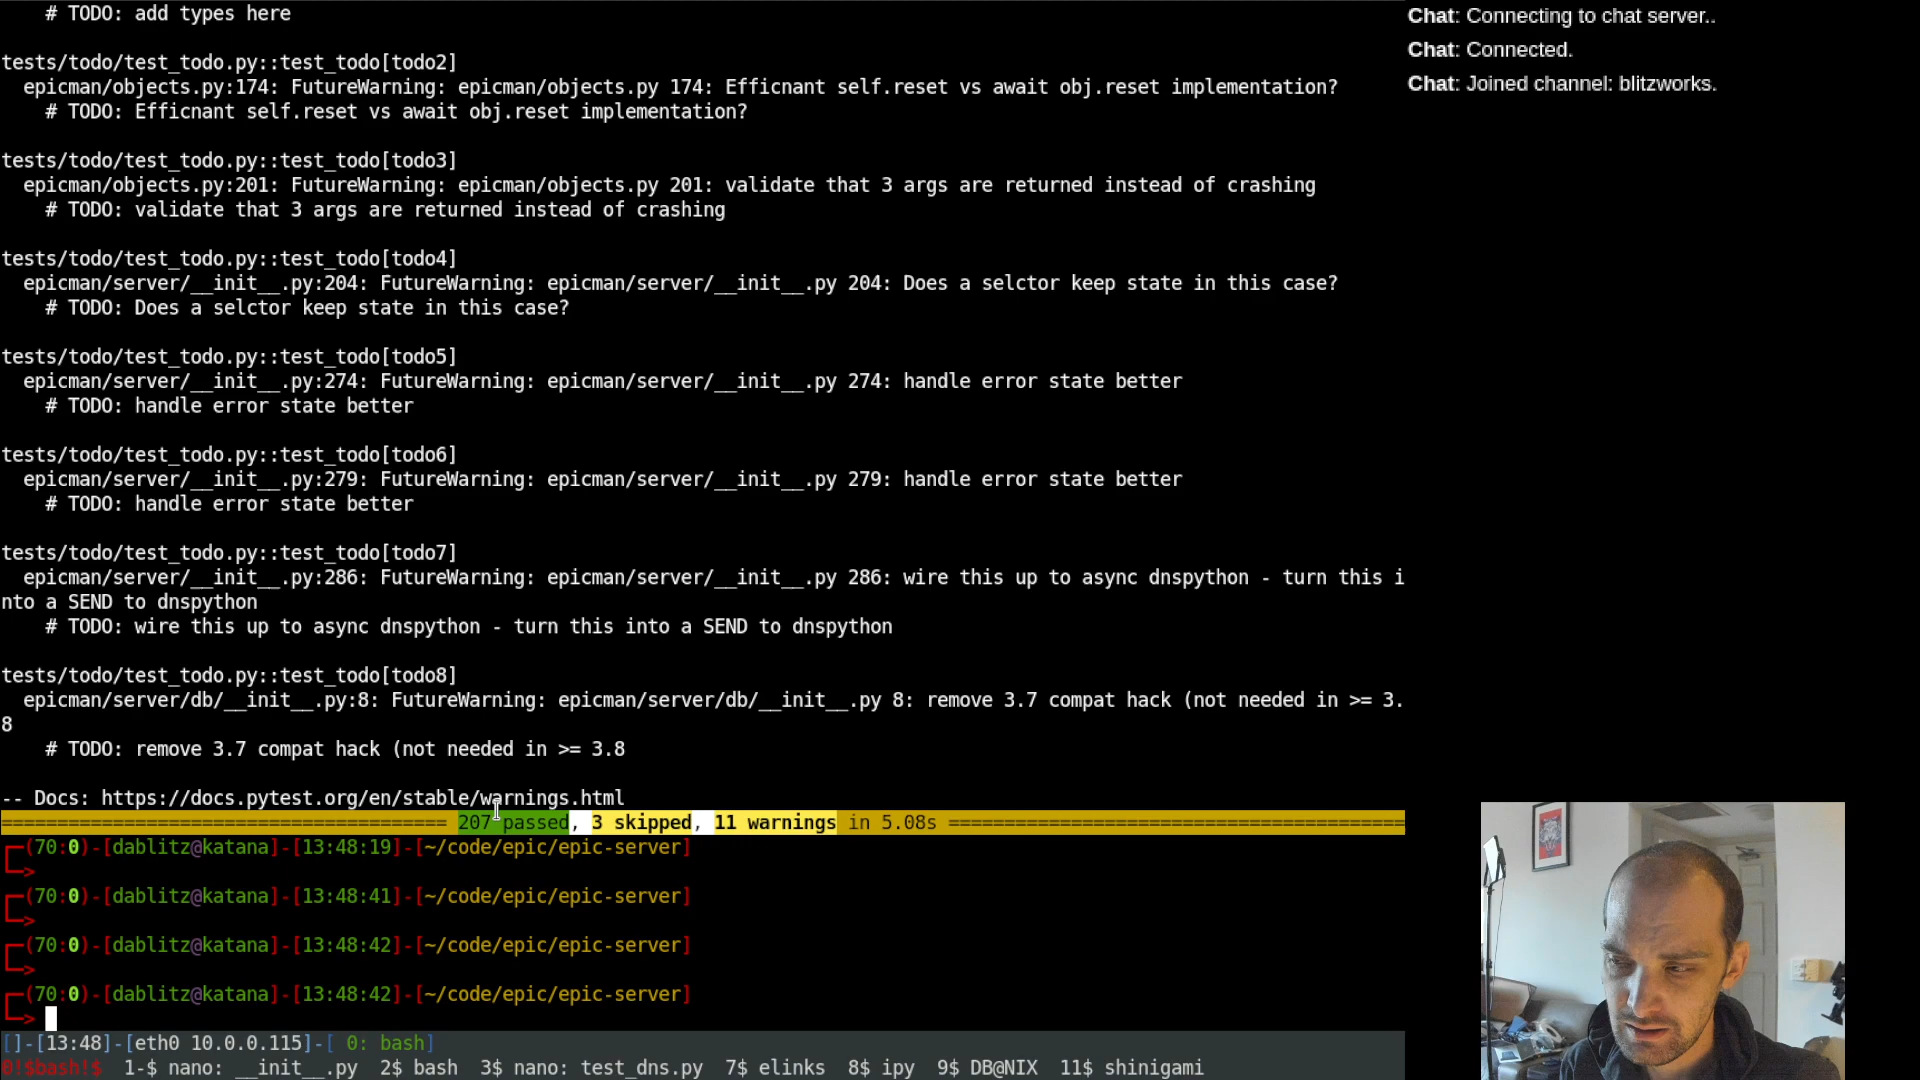 # TODO: add types here
tests/todo/test_todo.py::test_todo[todo2]
epicman/objects.py:174: FutureWarning: epicman/objects.py 174: Efficnant self.reset vs await obj.reset implementation?
# TODO: Efficnant self.reset vs await obj.reset implementation?
tests/todo/test_todo.py::test_todo[todo3]
epicman/objects.py:201: FutureWarning: epicman/objects.py 201: validate that 3 args are returned instead of crashing
# TODO: validate that 3 args are returned instead of crashing
tests/todo/test_todo.py::test_todo[todo4]
epicman/server/__init__.py:204: FutureWarning: epicman/server/__init__.py 204: Does a selctor keep state in this case?
# TODO: Does a selctor keep state in this case?
tests/todo/test_todo.py::test_todo[todo5]
epicman/server/__init__.py:274: FutureWarning: epicman/server/__init__.py 274: handle error state better
# TODO: handle error state better
tests/todo/test_todo.py::test_todo[todo6]
epicman/server/__init__.py:279: FutureWarning: epicman/server/__init__.py 279: handle error state better
# TODO: handle error state better
tests/todo/test_todo.py::test_todo[todo7]
epicman/server/__init__.py:286: FutureWarning: epicman/server/__init__.py 286: wire this up to async dnspython - turn this i
nto a SEND to dnspython
# TODO: wire this up to async dnspython - turn this into a SEND to dnspython
tests/todo/test_todo.py::test_todo[todo8]
epicman/server/db/__init__.py:8: FutureWarning: epicman/server/db/__init__.py 8: remove 3.7 compat hack (not needed in >= 3.
8
# TODO: remove 3.7 compat hack (not needed in >= 3.8
-- Docs: https://docs.pytest.org/en/stable/warnings.html
======================================== 207 passed, 3 skipped, 11 warnings in 5.08s =========================================
┌─(70:0)-[dablitz@katana]-[13:48:19]-[~/code/epic/epic-server]
└─>
┌─(70:0)-[dablitz@katana]-[13:48:41]-[~/code/epic/epic-server]
└─>
┌─(70:0)-[dablitz@katana]-[13:48:42]-[~/code/epic/epic-server]
└─>
┌─(70:0)-[dablitz@katana]-[13:48:42]-[~/code/epic/epic-server]
└─>
[]-[13:48]-[eth0 10.0.0.115]-[ 0: bash]
0!$bash!$ 1-$ nano: __init__.py 2$ bash 3$ nano: test_dns.py 7$ elinks 8$ ipy 9$ DB@NIX 11$ shinigami
Chat: Connecting to chat server..
Chat: Connected.
Chat: Joined channel: blitzworks.